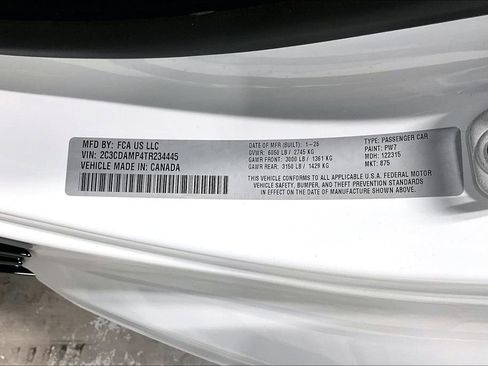 MFD BY: FCA US LLC
VIN: 2C3CDAMP4TR234445
VEHICLE MADE IN: CANADA
DATE OF MFR (BUILT): 1-26
GVWR: 6050 LB / 2745 KG
GAWR FRONT: 3000 LB / 1361 KG
GAWR REAR: 3150 LB / 1429 KG
TYPE: PASSENGER CAR
PAINT: PW7
MDH: 122315
MKT: 875
THIS VEHICLE CONFORMS TO ALL APPLICABLE U.S.A. FEDERAL MOTOR
VEHICLE SAFETY, BUMPER, AND THEFT PREVENTION STANDARDS IN
EFFECT ON THE DATE OF MANUFACTURE SHOWN ABOVE.